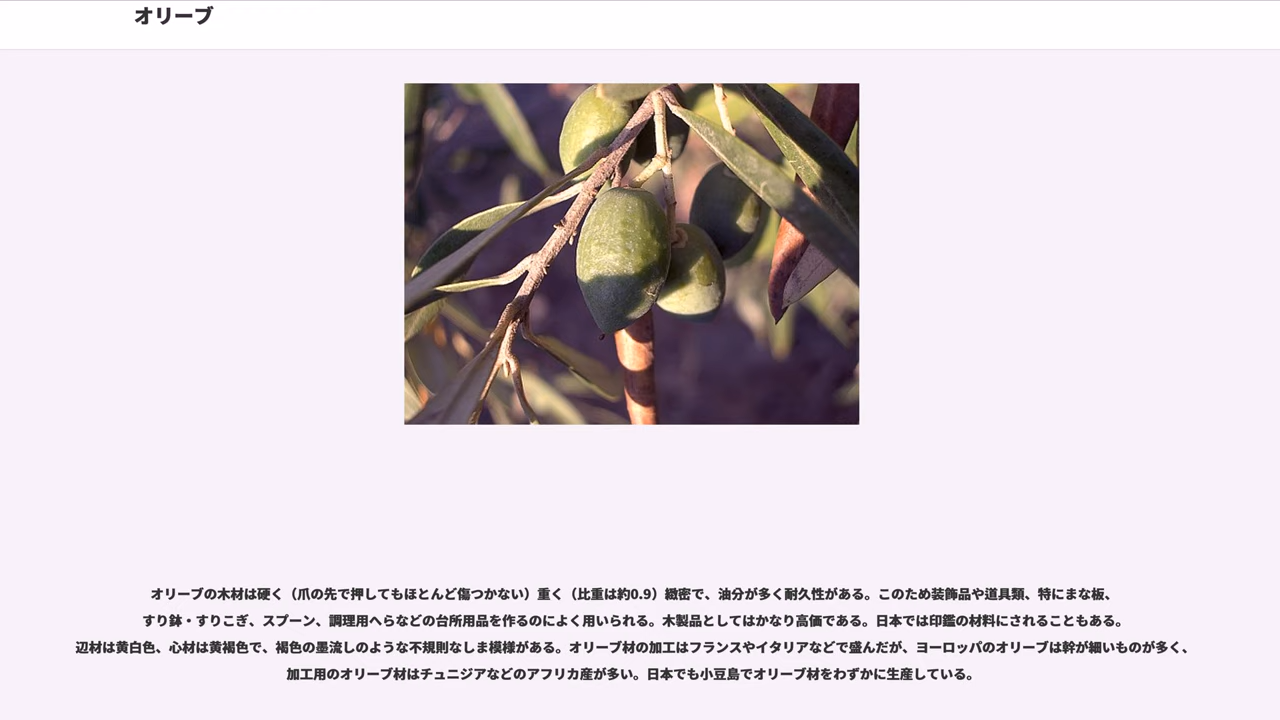 オリーブ
オリーブの木材は硬く（爪の先で押してもほとんど傷つかない）重く（比重は約0.9）緻密で、油分が多く耐久性がある。このため装飾品や道具類、特にまな板、
すり鉢・すりこぎ、スプーン、調理用へらなどの台所用品を作るのによく用いられる。木製品としてはかなり高価である。日本では印鑑の材料にされることもある。
辺材は黄白色、心材は黄褐色で、褐色の墨流しのような不規則なしま模様がある。オリーブ材の加工はフランスやイタリアなどで盛んだが、ヨーロッパのオリーブは幹が細いものが多く、
加工用のオリーブ材はチュニジアなどのアフリカ産が多い。日本でも小豆島でオリーブ材をわずかに生産している。